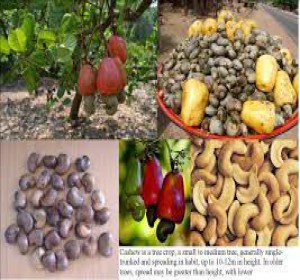 Cashew is a tree crop, a small to medium tree, generally single-
trunked and spreading in habit, up to 10-12m in height. In older
trees, spread may be greater than height, with lower